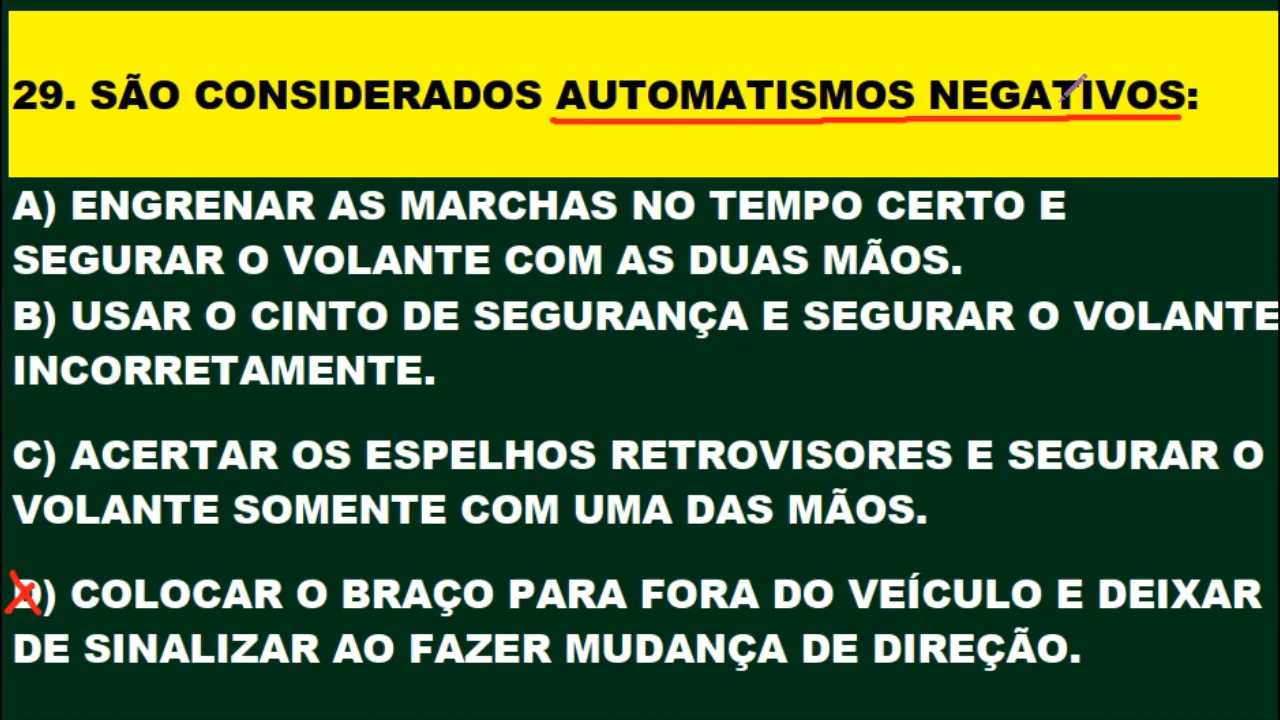 29. SÃO CONSIDERADOS AUTOMATISMOS NEGATIVOS:
A) ENGRENAR AS MARCHAS NO TEMPO CERTO E
SEGURAR O VOLANTE COM AS DUAS MÃOS.
B) USAR O CINTO DE SEGURANÇA E SEGURAR O VOLANTE
INCORRETAMENTE.
C) ACERTAR OS ESPELHOS RETROVISORES E SEGURAR O
VOLANTE SOMENTE COM UMA DAS MÃOS.
D) COLOCAR O BRAÇO PARA FORA DO VEÍCULO E DEIXAR
DE SINALIZAR AO FAZER MUDANÇA DE DIREÇÃO.